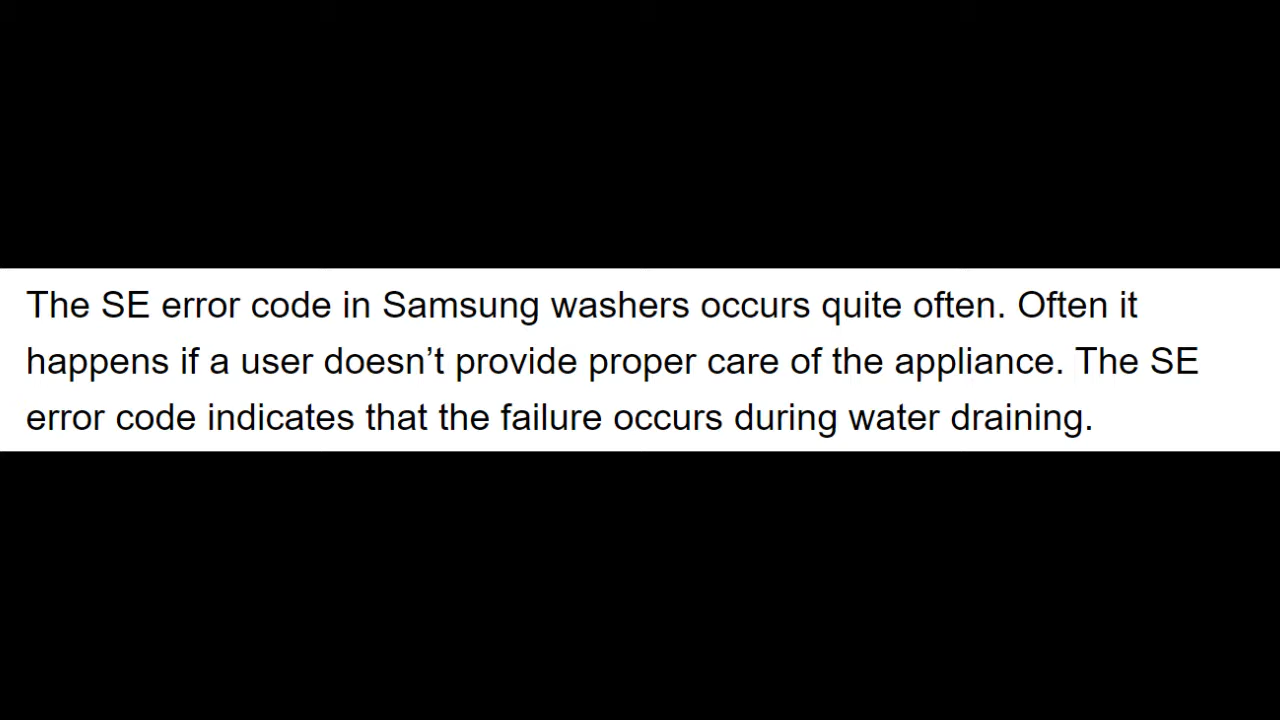 The SE error code in Samsung washers occurs quite often. Often it
happens if a user doesn’t provide proper care of the appliance. The SE
error code indicates that the failure occurs during water draining.